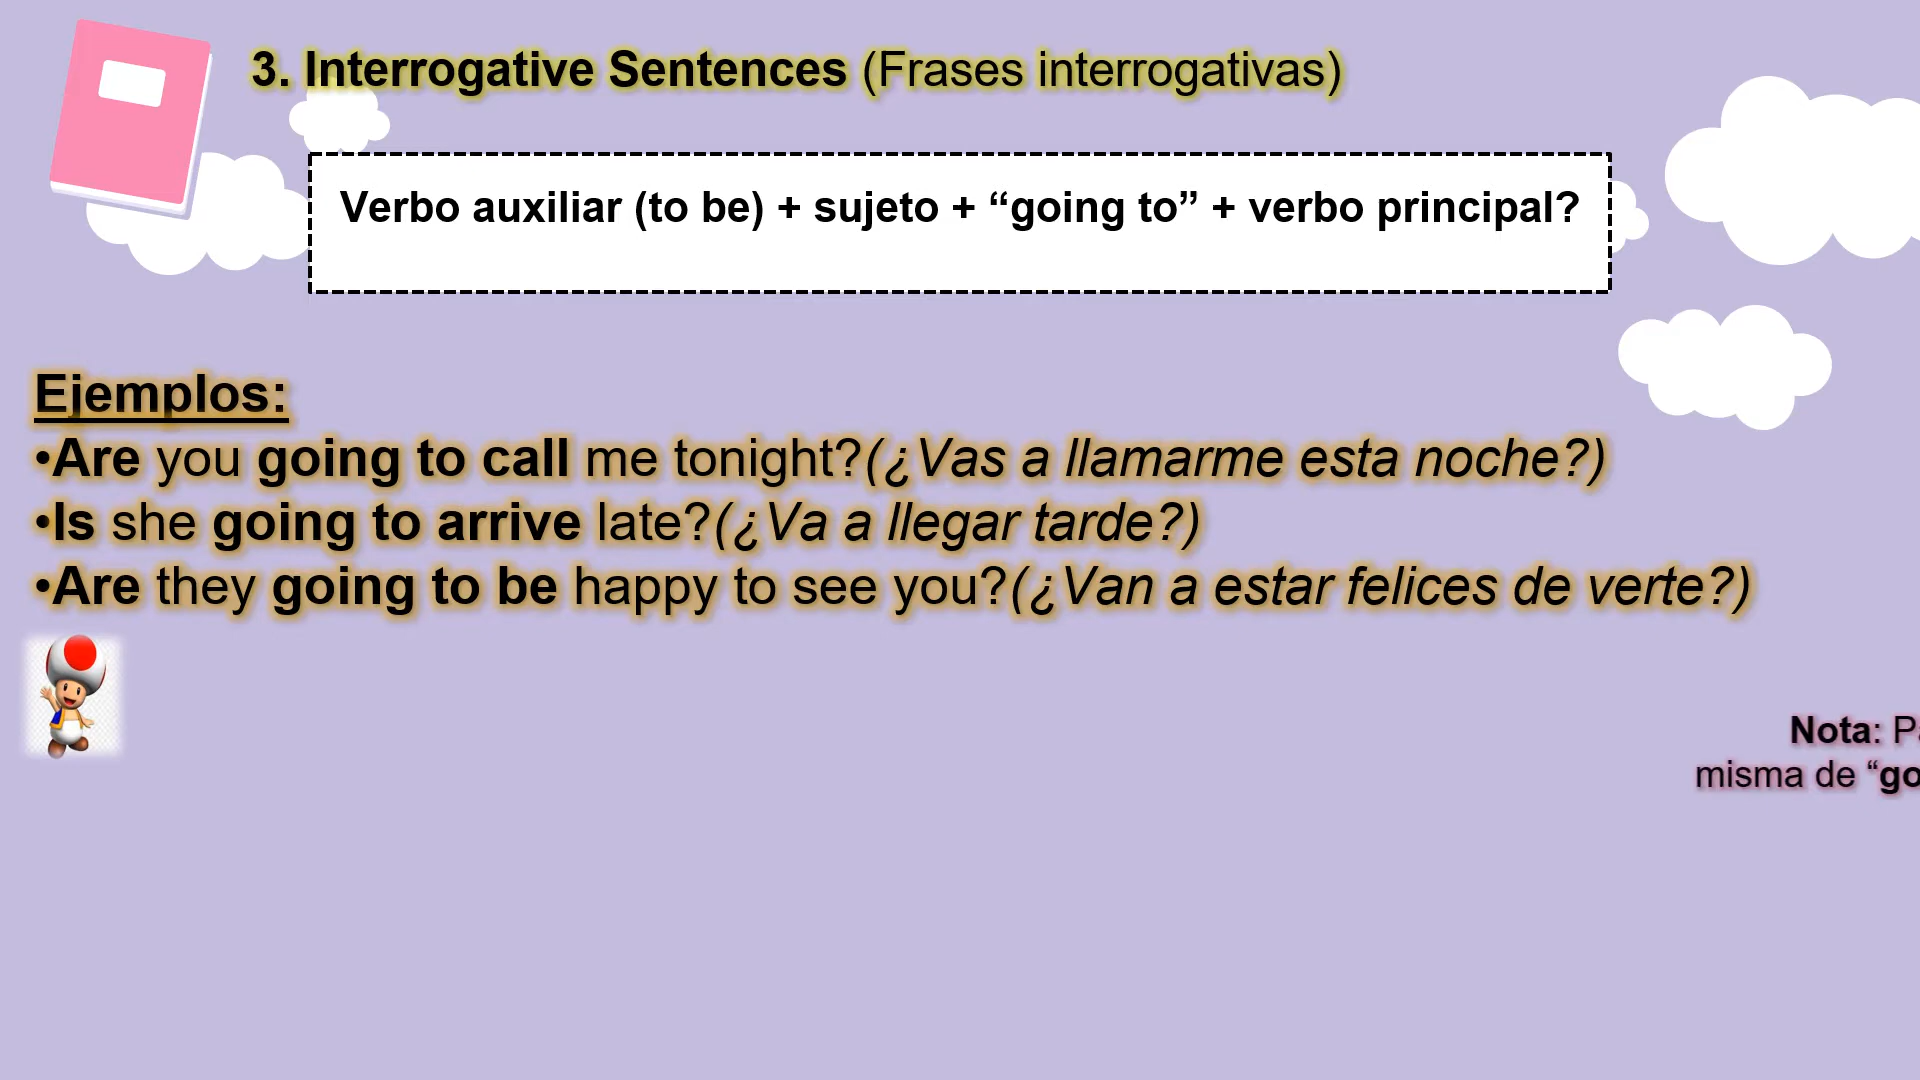 3. Interrogative Sentences (Frases interrogativas)
Verbo auxiliar (to be) + sujeto + “going to” + verbo principal?
Ejemplos:
•Are you going to call me tonight?(¿Vas a llamarme esta noche?)
•Is she going to arrive late?(¿Va a llegar tarde?)
•Are they going to be happy to see you?(¿Van a estar felices de verte?)
Nota:
misma de “